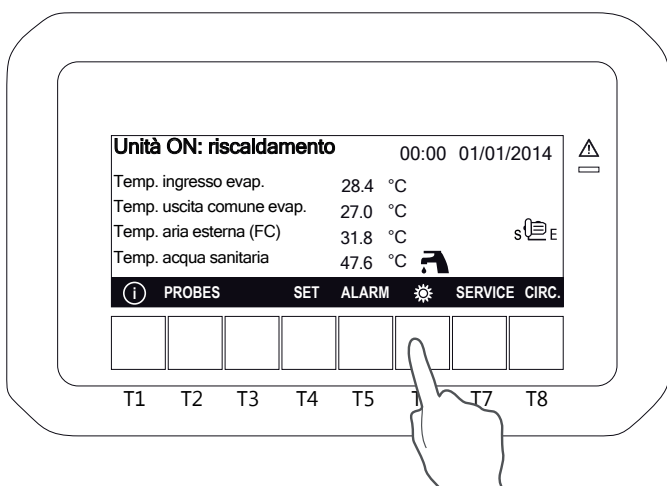 Unità ON: riscaldamento 00:00 01/01/2014
Temp. ingresso evap. 28.4 °C
Temp. uscita comune evap. 27.0 °C
Temp. aria esterna (FC) 31.8 °C S E
Temp. acqua sanitaria 47.6 °C
i PROBES SET ALARM SERVICE CIRC.
T1 T2 T3 T4 T5 T7 T8